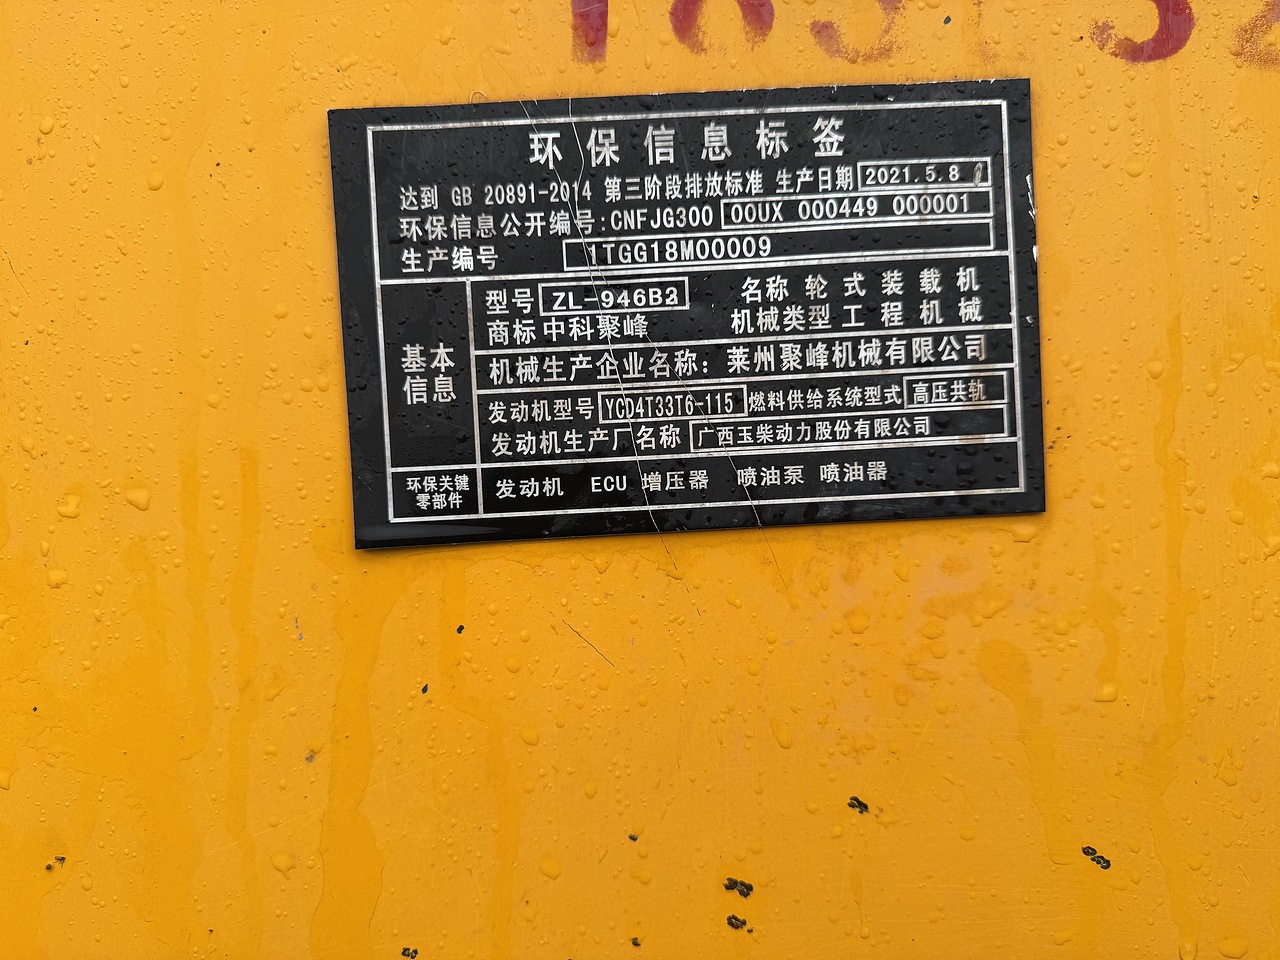 环保信息标签
达到 GB 20891-2014 第三阶段排放标准 生产日期 2021.5.8
环保信息公开编号:CNFJG300 00UX 000449 000001
生产编号 1TGG18M00009
基本信息
型号 ZL-946B2 名称 轮式装载机
商标 中科聚峰 机械类型 工程机械
机械生产企业名称: 莱州聚峰机械有限公司
发动机型号 YCD4T33T6-115 燃料供给系统型式 高压共轨
发动机生产厂名称 广西玉柴动力股份有限公司
环保关键零部件
发动机 ECU 增压器 喷油泵 喷油器